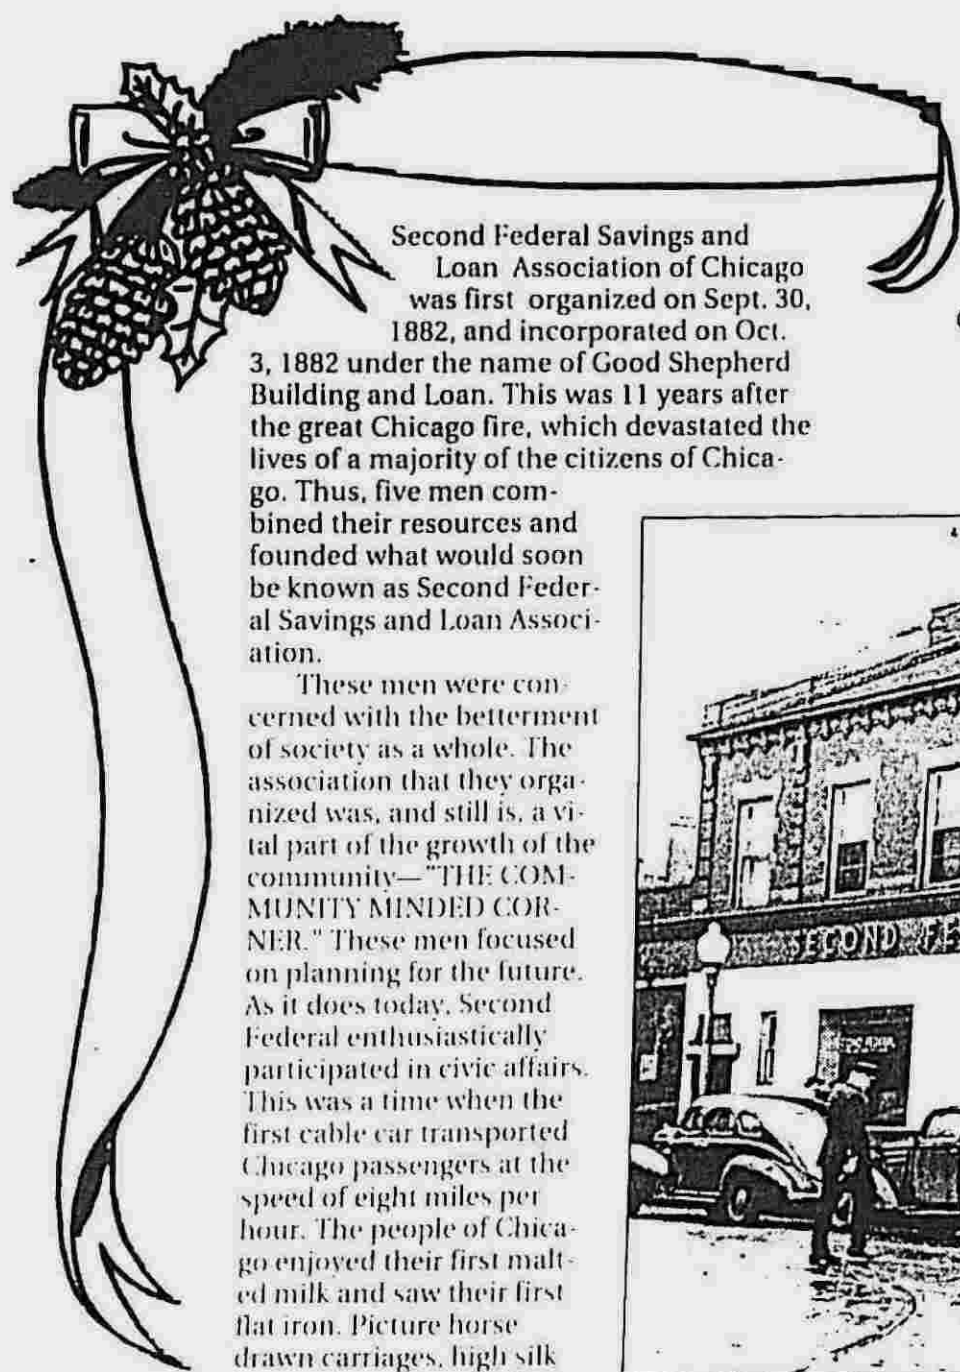 Second Federal Savings and
Loan Association of Chicago
was first organized on Sept. 30,
1882, and incorporated on Oct.
3, 1882 under the name of Good Shepherd
Building and Loan. This was 11 years after
the great Chicago fire, which devastated the
lives of a majority of the citizens of Chica-
go. Thus, five men com-
bined their resources and
founded what would soon
be known as Second Feder-
al Savings and Loan Associ-
ation.
These men were con-
cerned with the betterment
of society as a whole. The
association that they orga-
nized was, and still is, a vi-
tal part of the growth of the
community—"THE COM-
MUNITY MINDED COR-
NER." These men focused
on planning for the future.
As it does today, Second
Federal enthusiastically
participated in civic affairs.
This was a time when the
first cable car transported
Chicago passengers at the
speed of eight miles per
hour. The people of Chica-
go enjoyed their first malt-
ed milk and saw their first
flat iron. Picture horse
drawn carriages, high silk
SECOND FE